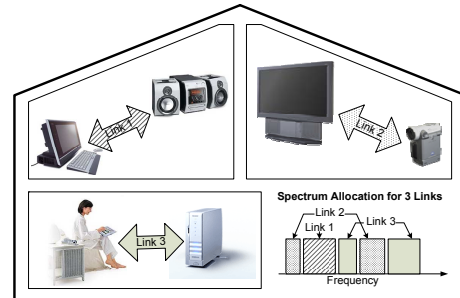 Link 1
Link 2
Link 3
Spectrum Allocation for 3 Links
Link 2
Link 3
Link 1
Frequency